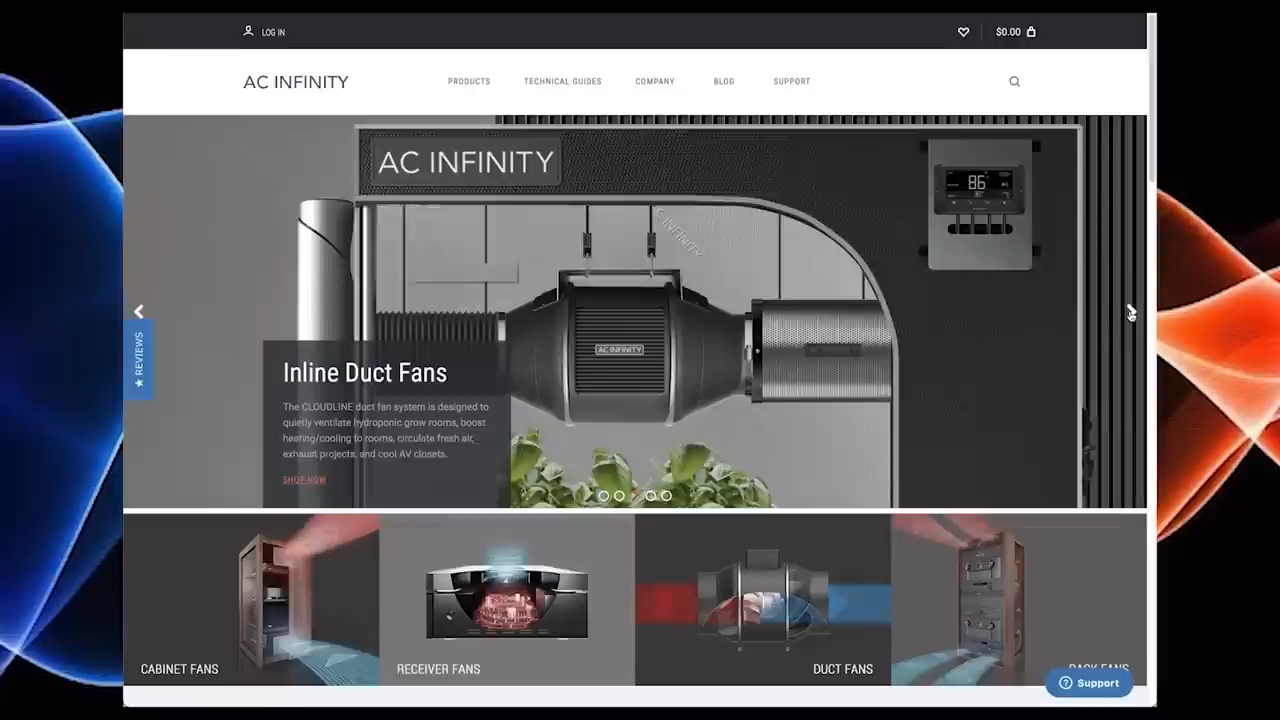 LOG IN
$0.00
AC INFINITY
PRODUCTS
TECHNICAL GUIDES
COMPANY
BLOG
SUPPORT
AC INFINITY
86
AC INFINITY
AC INFINITY
★ REVIEWS
Inline Duct Fans
The CLOUDLINE duct fan system is designed to
quietly ventilate hydroponic grow rooms, boost
heating/cooling to rooms, circulate fresh air,
exhaust projects, and cool AV closets.
SHOP NOW
CABINET FANS
RECEIVER FANS
DUCT FANS
RACK FANS
Support